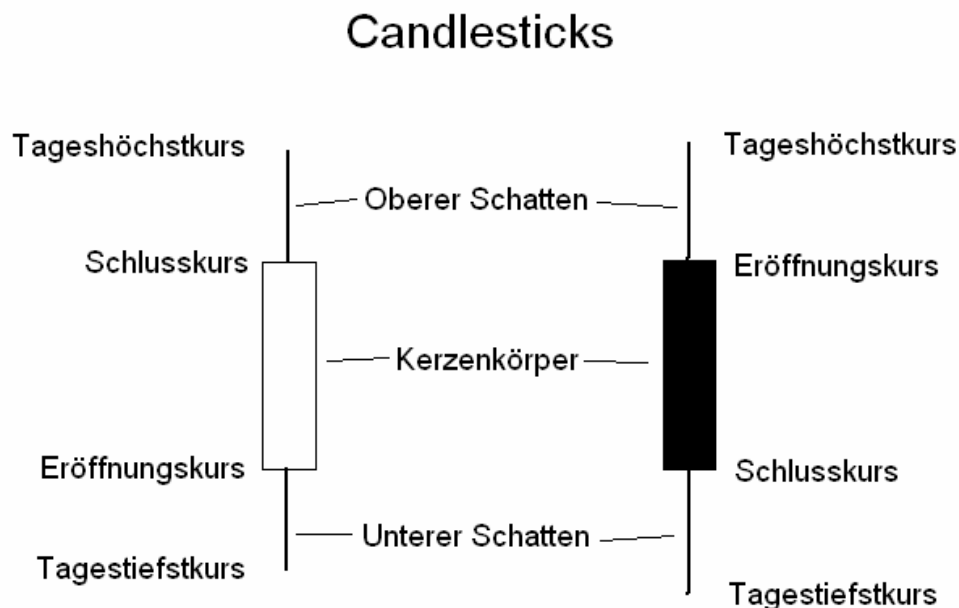 Candlesticks
Tageshöchstkurs
Tageshöchstkurs
Oberer Schatten
Schlusskurs
Eröffnungskurs
Kerzenkörper
Eröffnungskurs
Schlusskurs
Unterer Schatten
Tagestiefstkurs
Tagestiefstkurs